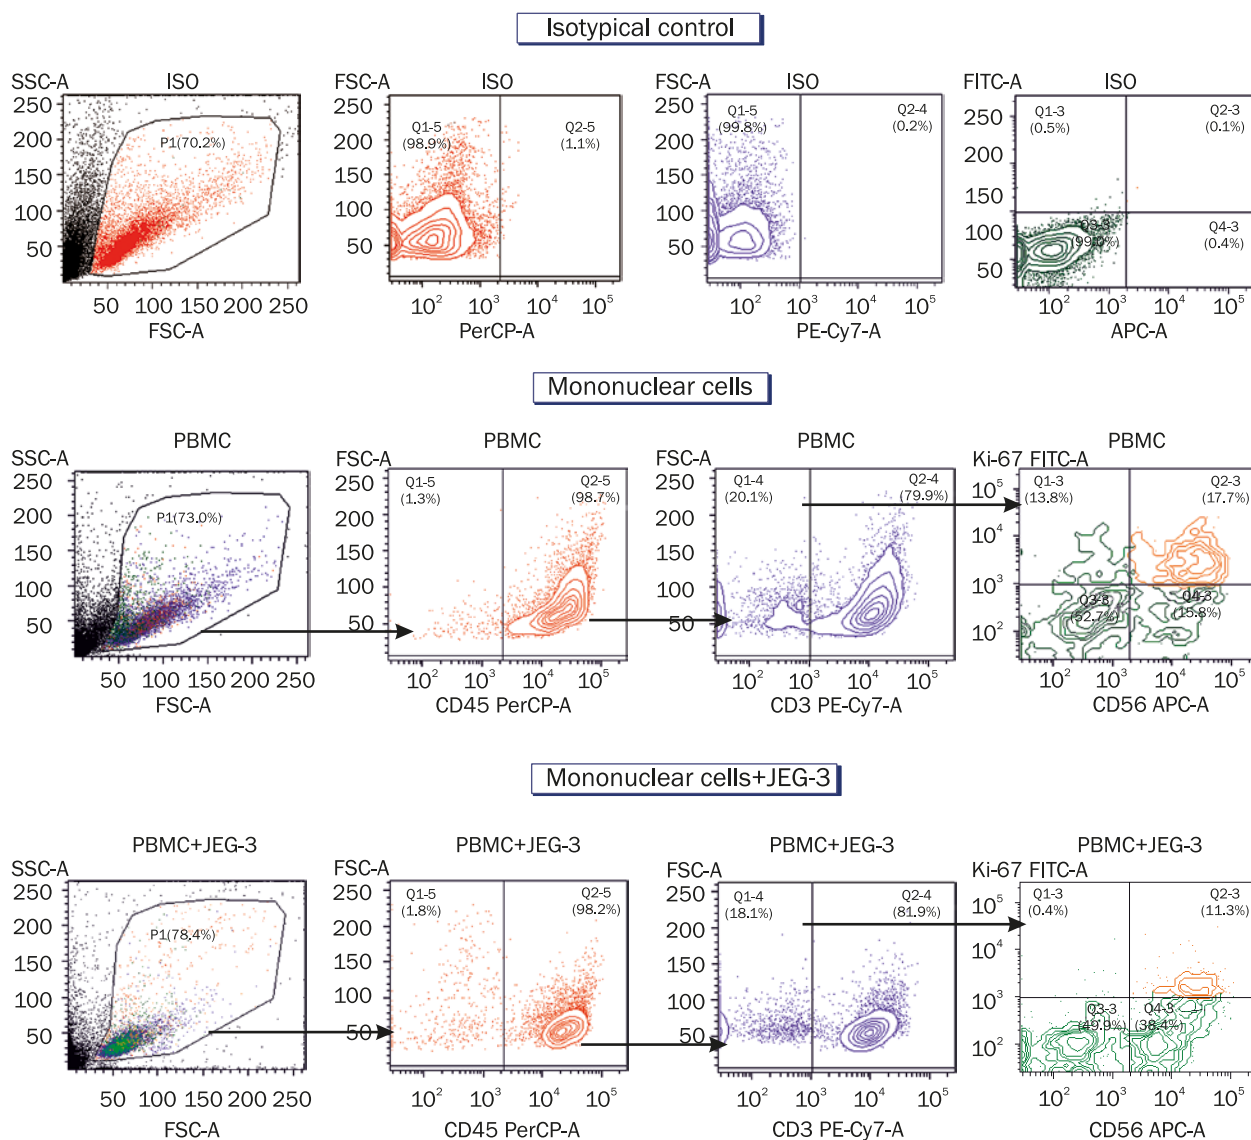 Isotypical control
SSC-A
ISO
250
200
150
100
50
P1(70.2%)
50 100 150 200 250
FSC-A
FSC-A
ISO
250
200
150
100
50
Q1-5
(98.9%)
Q2-5
(1.1%)
10² 10³ 10⁴ 10⁵
PerCP-A
FSC-A
ISO
250
200
150
100
50
Q1-5
(99.8%)
Q2-4
(0.2%)
10² 10³ 10⁴ 10⁵
PE-Cy7-A
FITC-A
ISO
250
200
150
100
50
Q1-3
(0.5%)
Q2-3
(0.1%)
Q3-3
(99.0%)
Q4-3
(0.4%)
10² 10³ 10⁴ 10⁵
APC-A
Mononuclear cells
SSC-A
PBMC
250
200
150
100
50
P1(73.0%)
50 100 150 200 250
FSC-A
FSC-A
PBMC
250
200
150
100
50
Q1-5
(1.3%)
Q2-5
(98.7%)
10² 10³ 10⁴ 10⁵
CD45 PerCP-A
FSC-A
PBMC
250
200
150
100
50
Q1-4
(20.1%)
Q2-4
(79.9%)
10² 10³ 10⁴ 10⁵
CD3 PE-Cy7-A
PBMC
Ki-67 FITC-A
10⁵
10⁴
10³
10²
Q1-3
(13.8%)
Q2-3
(17.7%)
Q3-3
(52.7%)
Q4-3
(15.8%)
10² 10³ 10⁴ 10⁵
CD56 APC-A
Mononuclear cells+JEG-3
PBMC+JEG-3
SSC-A
250
200
150
100
50
P1(78.4%)
50 100 150 200 250
FSC-A
PBMC+JEG-3
FSC-A
250
200
150
100
50
Q1-5
(1.8%)
Q2-5
(98.2%)
10² 10³ 10⁴ 10⁵
CD45 PerCP-A
PBMC+JEG-3
FSC-A
250
200
150
100
50
Q1-4
(18.1%)
Q2-4
(81.9%)
10² 10³ 10⁴ 10⁵
CD3 PE-Cy7-A
PBMC+JEG-3
Ki-67 FITC-A
10⁵
10⁴
10³
10²
Q1-3
(0.4%)
Q2-3
(11.3%)
Q3-3
(49.9%)
Q4-3
(38.4%)
10² 10³ 10⁴ 10⁵
CD56 APC-A